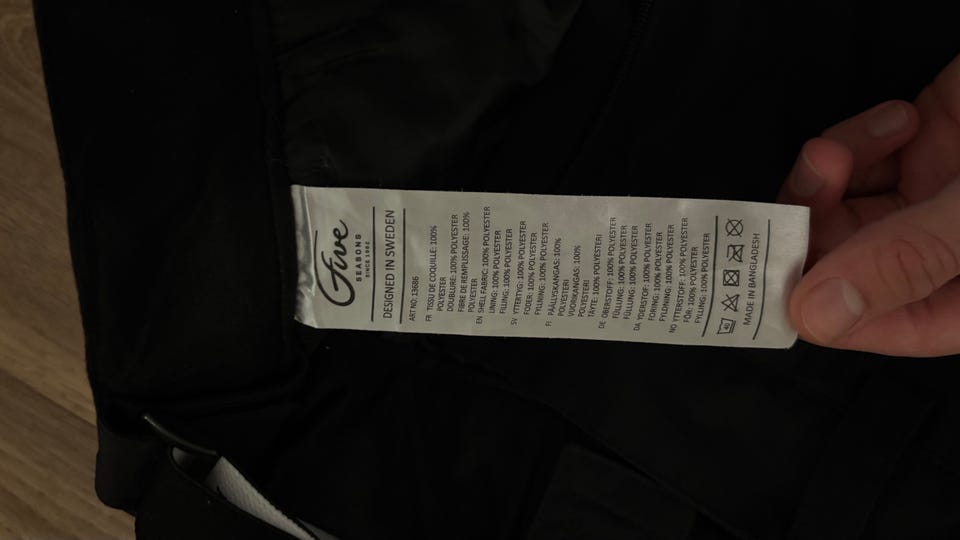 Five
SEASONS
SINCE 1982
DESIGNED IN SWEDEN
ART NO: 13686
FR TISSU DE COQUILLE: 100%
POLYESTER
DOUBLURE: 100% POLYESTER
FIBRE DE REMPLISSAGE: 100%
POLYESTER
EN SHELL FABRIC: 100% POLYESTER
LINING: 100% POLYESTER
FILLING: 100% POLYESTER
SV YTTERTYG: 100% POLYESTER
FODER: 100% POLYESTER
FYLLNING: 100% POLYESTER
FI PÄÄLLYSKANGAS: 100%
POLYESTERI
VUORIKANGAS: 100%
POLYESTERI
TÄYTE: 100% POLYESTERI
DE OBERSTOFF: 100% POLYESTER
FÜLLUNG: 100% POLYESTER
FÜLLUNG: 100% POLYESTER
DA YDERSTOF: 100% POLYESTER
FORING: 100% POLYESTER
FYLDNING: 100% POLYESTER
NO YTTERSTOFF: 100% POLYESTER
FÔR: 100% POLYESTER
FYLLING: 100% POLYESTER
40
MADE IN BANGLADESH